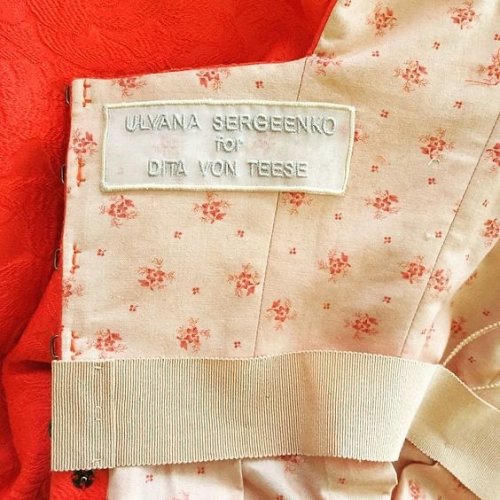 ULYANA SERGEENKO
for
DITA VON TEESE